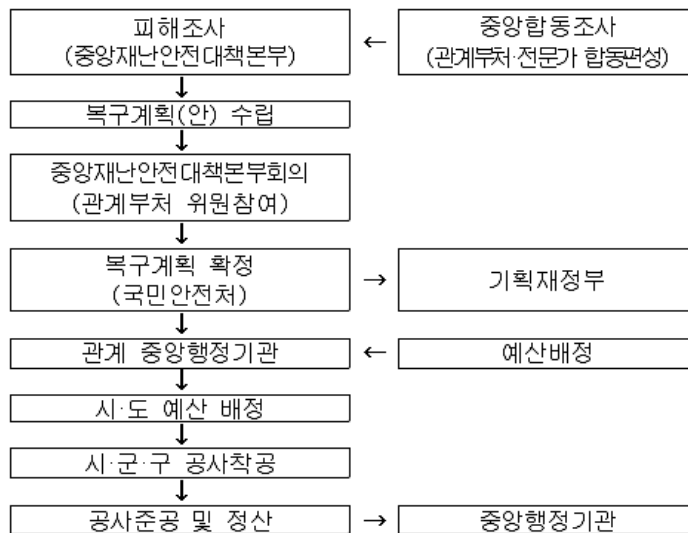 피해조사
(중앙재난안전대책본부)
←
중앙합동조사
(관계부처·전문가 합동편성)
↓
복구계획(안) 수립
↓
중앙재난안전대책본부회의
(관계부처 위원참여)
↓
복구계획 확정
(국민안전처)
→
기획재정부
↓
관계 중앙행정기관
←
예산배정
↓
시·도 예산 배정
↓
시·군·구 공사착공
↓
공사준공 및 정산
→
중앙행정기관